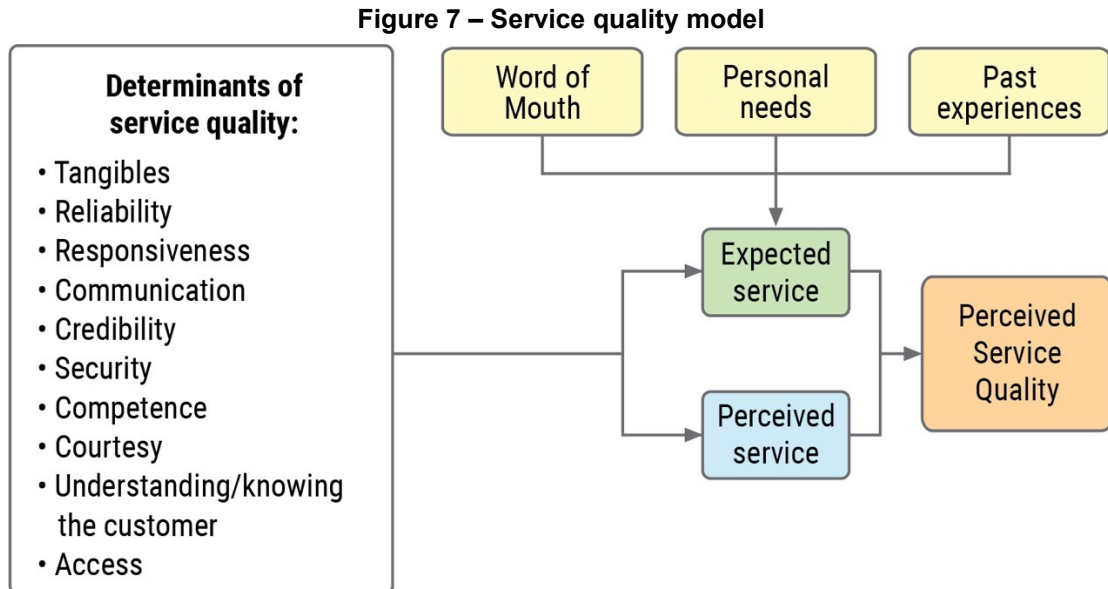 Figure 7 – Service quality model
Determinants of
service quality:
• Tangibles
• Reliability
• Responsiveness
• Communication
• Credibility
• Security
• Competence
• Courtesy
• Understanding/knowing
the customer
• Access
Word of
Mouth
Personal
needs
Past
experiences
Expected
service
Perceived
service
Perceived
Service
Quality